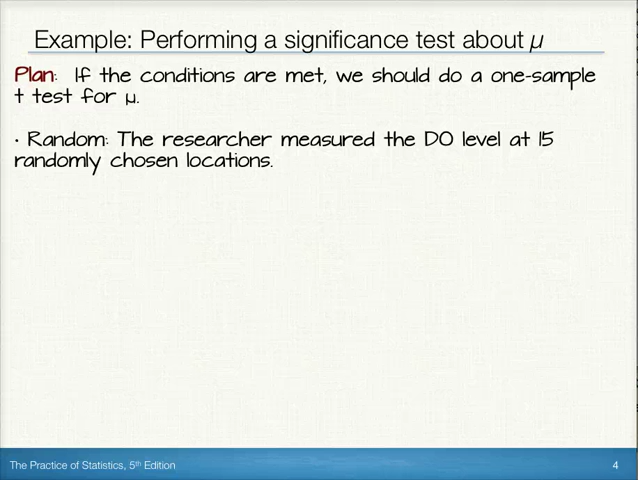 Example: Performing a significance test about μ
Plan: If the conditions are met, we should do a one-sample
t test for μ.
• Random: The researcher measured the DO level at 15
randomly chosen locations.
The Practice of Statistics, 5th Edition
4